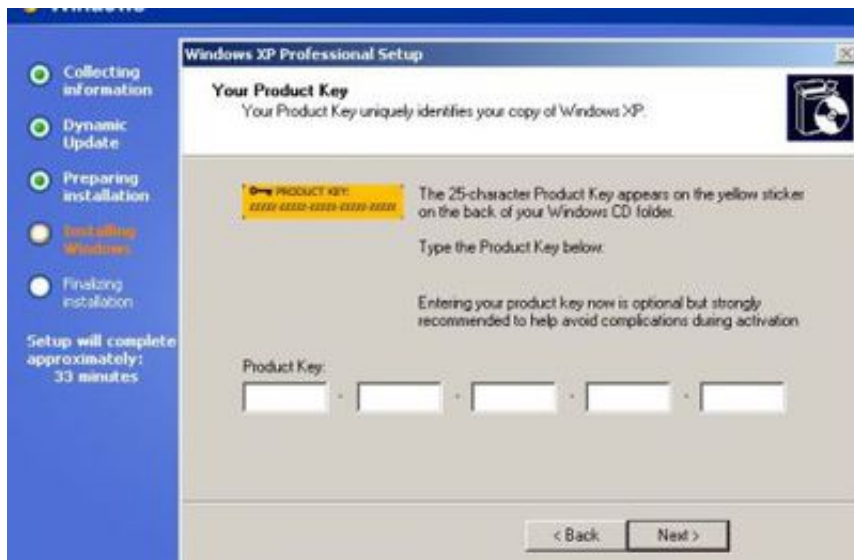 Windows
Collecting
information
Dynamic
Update
Preparing
installation
Installing
Windows
Finalizing
installation
Setup will complete
approximately:
33 minutes
Windows XP Professional Setup
Your Product Key
Your Product Key uniquely identifies your copy of Windows XP.
PRODUCT KEY:
The 25-character Product Key appears on the yellow sticker
on the back of your Windows CD folder.
Type the Product Key below:
Entering your product key now is optional but strongly
recommended to help avoid complications during activation
Product Key:
- - - -
< Back Next >